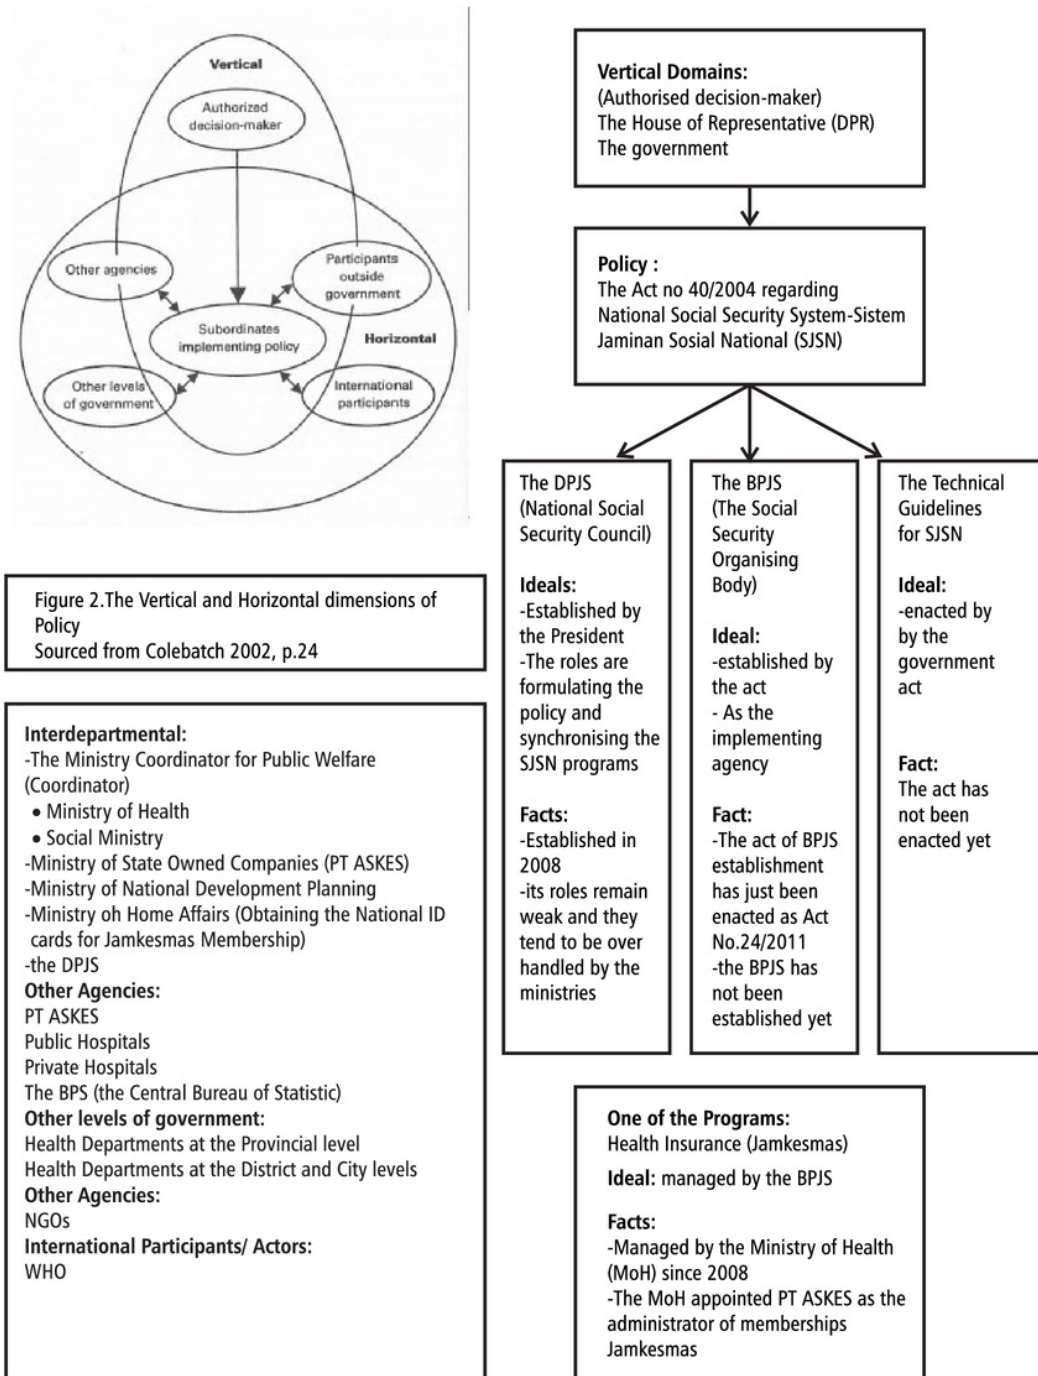 Vertical
Authorized
decision-maker
Other agencies
Participants
outside
government
Subordinates
implementing policy
Horizontal
Other levels
of government
International
participants
Figure 2.The Vertical and Horizontal dimensions of
Policy
Sourced from Colebatch 2002, p.24
Interdepartmental:
-The Ministry Coordinator for Public Welfare
(Coordinator)
• Ministry of Health
• Social Ministry
-Ministry of State Owned Companies (PT ASKES)
-Ministry of National Development Planning
-Ministry oh Home Affairs (Obtaining the National ID
cards for Jamkesmas Membership)
-the DPJS
Other Agencies:
PT ASKES
Public Hospitals
Private Hospitals
The BPS (the Central Bureau of Statistic)
Other levels of government:
Health Departments at the Provincial level
Health Departments at the District and City levels
Other Agencies:
NGOs
International Participants/ Actors:
WHO
Vertical Domains:
(Authorised decision-maker)
The House of Representative (DPR)
The government
Policy :
The Act no 40/2004 regarding
National Social Security System-Sistem
Jaminan Sosial National (SJSN)
The DPJS
(National Social
Security Council)
Ideals:
-Established by
the President
-The roles are
formulating the
policy and
synchronising the
SJSN programs
Facts:
-Established in
2008
-its roles remain
weak and they
tend to be over
handled by the
ministries
The BPJS
(The Social
Security
Organising
Body)
Ideal:
-established by
the act
- As the
implementing
agency
Fact:
-The act of BPJS
establishment
has just been
enacted as Act
No.24/2011
-the BPJS has
not been
established yet
The Technical
Guidelines
for SJSN
Ideal:
-enacted by
by the
government
act
Fact:
The act has
not been
enacted yet
One of the Programs:
Health Insurance (Jamkesmas)
Ideal: managed by the BPJS
Facts:
-Managed by the Ministry of Health
(MoH) since 2008
-The MoH appointed PT ASKES as the
administrator of memberships
Jamkesmas